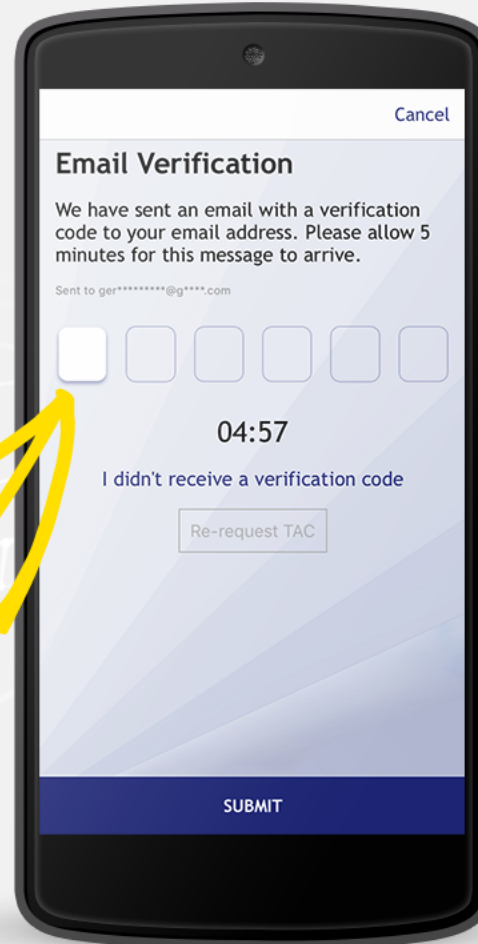 Cancel
Email Verification
We have sent an email with a verification
code to your email address. Please allow 5
minutes for this message to arrive.
Sent to ger*********@g****.com
04:57
I didn't receive a verification code
Re-request TAC
SUBMIT